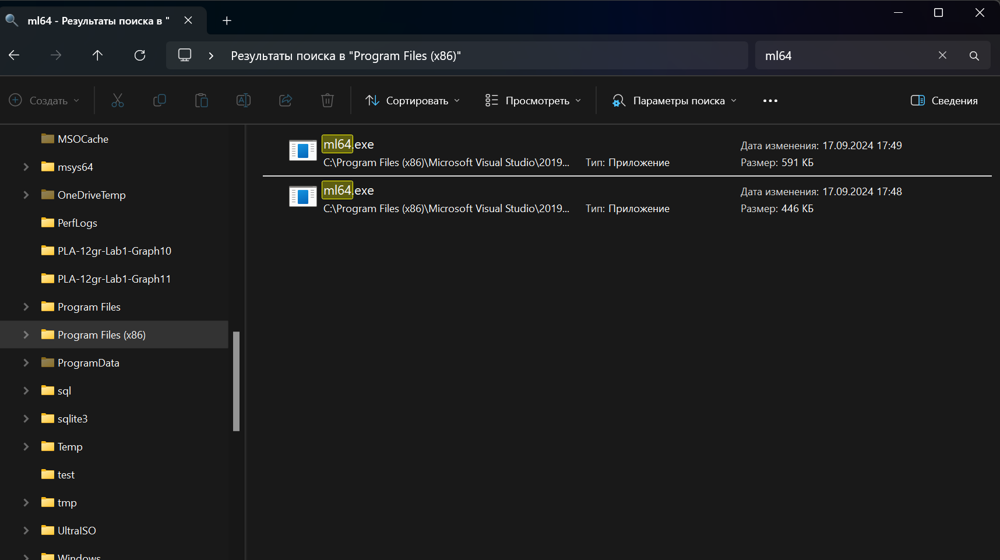 ml64 - Результаты поиска в "
Результаты поиска в "Program Files (x86)"
ml64
Создать
Сортировать
Просмотреть
Параметры поиска
Сведения
MSOCache
msys64
OneDriveTemp
PerfLogs
PLA-12gr-Lab1-Graph10
PLA-12gr-Lab1-Graph11
Program Files
Program Files (x86)
ProgramData
sql
sqlite3
Temp
test
tmp
UltraISO
Windows
ml64.exe
C:\Program Files (x86)\Microsoft Visual Studio\2019...
Тип: Приложение
Дата изменения: 17.09.2024 17:49
Размер: 591 КБ
ml64.exe
C:\Program Files (x86)\Microsoft Visual Studio\2019...
Тип: Приложение
Дата изменения: 17.09.2024 17:48
Размер: 446 КБ